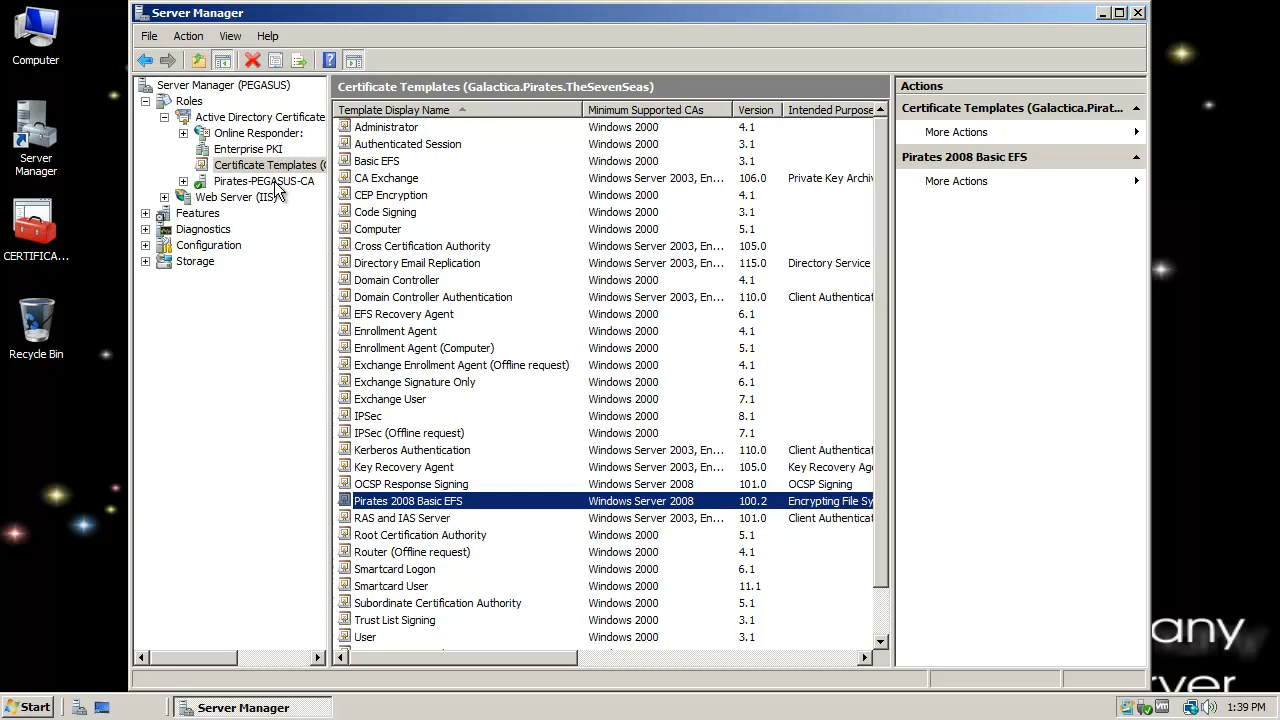 Computer
Server
Manager
CERTIFICA...
Recycle Bin
Server Manager
File Action View Help
Server Manager (PEGASUS)
Roles
Active Directory Certificate
Online Responder:
Enterprise PKI
Certificate Templates (
Pirates-PEGASUS-CA
Web Server (IIS)
Features
Diagnostics
Configuration
Storage
Certificate Templates (Galactica.Pirates.TheSevenSeas)
Template Display Name Minimum Supported CAs Version Intended Purpose
Administrator Windows 2000 4.1
Authenticated Session Windows 2000 3.1
Basic EFS Windows 2000 3.1
CA Exchange Windows 2000 106.0 Private Key Archiv
CEP Encryption Windows 2000 4.1
Code Signing Windows 2000 3.1
Computer Windows 2000 5.1
Cross Certification Authority Windows Server 2003, En... 105.0
Directory Email Replication Windows Server 2003, En... 115.0 Directory Service
Domain Controller Windows 2000 4.1
Domain Controller Authentication Windows Server 2003, En... 110.0 Client Authenticat
EFS Recovery Agent Windows 2000 6.1
Enrollment Agent Windows 2000 4.1
Enrollment Agent (Computer) Windows 2000 5.1
Exchange Enrollment Agent (Offline request) Windows 2000 4.1
Exchange Signature Only Windows 2000 6.1
Exchange User Windows 2000 7.1
IPSec Windows 2000 8.1
IPSec (Offline request) Windows 2000 7.1
Kerberos Authentication Windows Server 2003, En... 110.0 Client Authenticat
Key Recovery Agent Windows Server 2003, En... 105.0 Key Recovery Age
OCSP Response Signing Windows Server 2008 101.0 OCSP Signing
Pirates 2008 Basic EFS Windows Server 2008 100.2 Encrypting File Sy
RAS and IAS Server Windows Server 2003, En... 101.0 Client Authenticat
Root Certification Authority Windows 2000 5.1
Router (Offline request) Windows 2000 4.1
Smartcard Logon Windows 2000 6.1
Smartcard User Windows 2000 11.1
Subordinate Certification Authority Windows 2000 5.1
Trust List Signing Windows 2000 3.1
User Windows 2000 3.1
Actions
Certificate Templates (Galactica.Pirat...
More Actions
Pirates 2008 Basic EFS
More Actions
any
rver
Start
Server Manager
1:39 PM